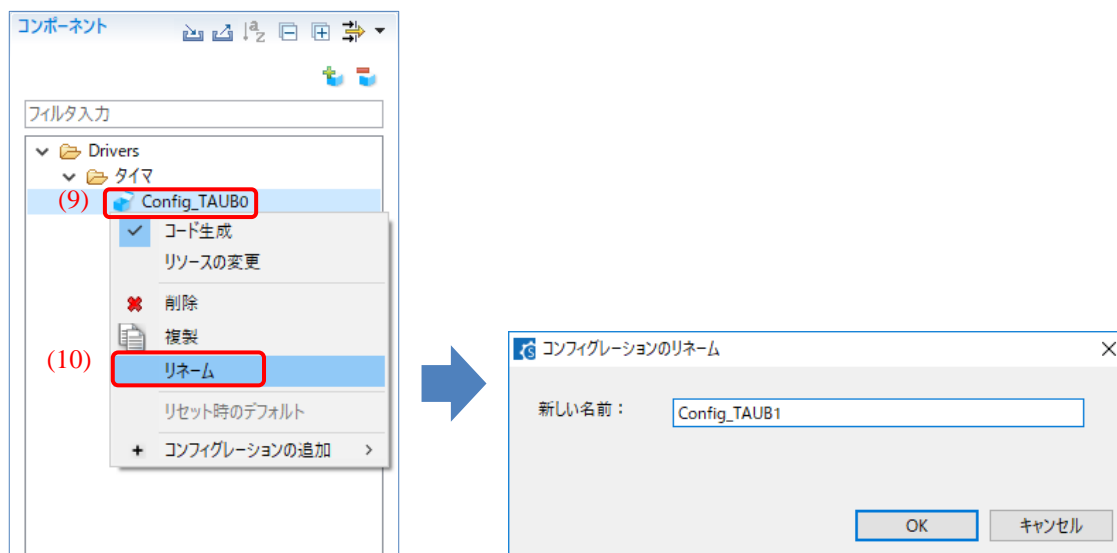 コンポーネント
フィルタ入力
Drivers
タイマ
(9) Config_TAUB0
コード生成
リソースの変更
削除
複製
(10) リネーム
リセット時のデフォルト
コンフィグレーションの追加
コンフィグレーションのリネーム
新しい名前： Config_TAUB1
OK キャンセル